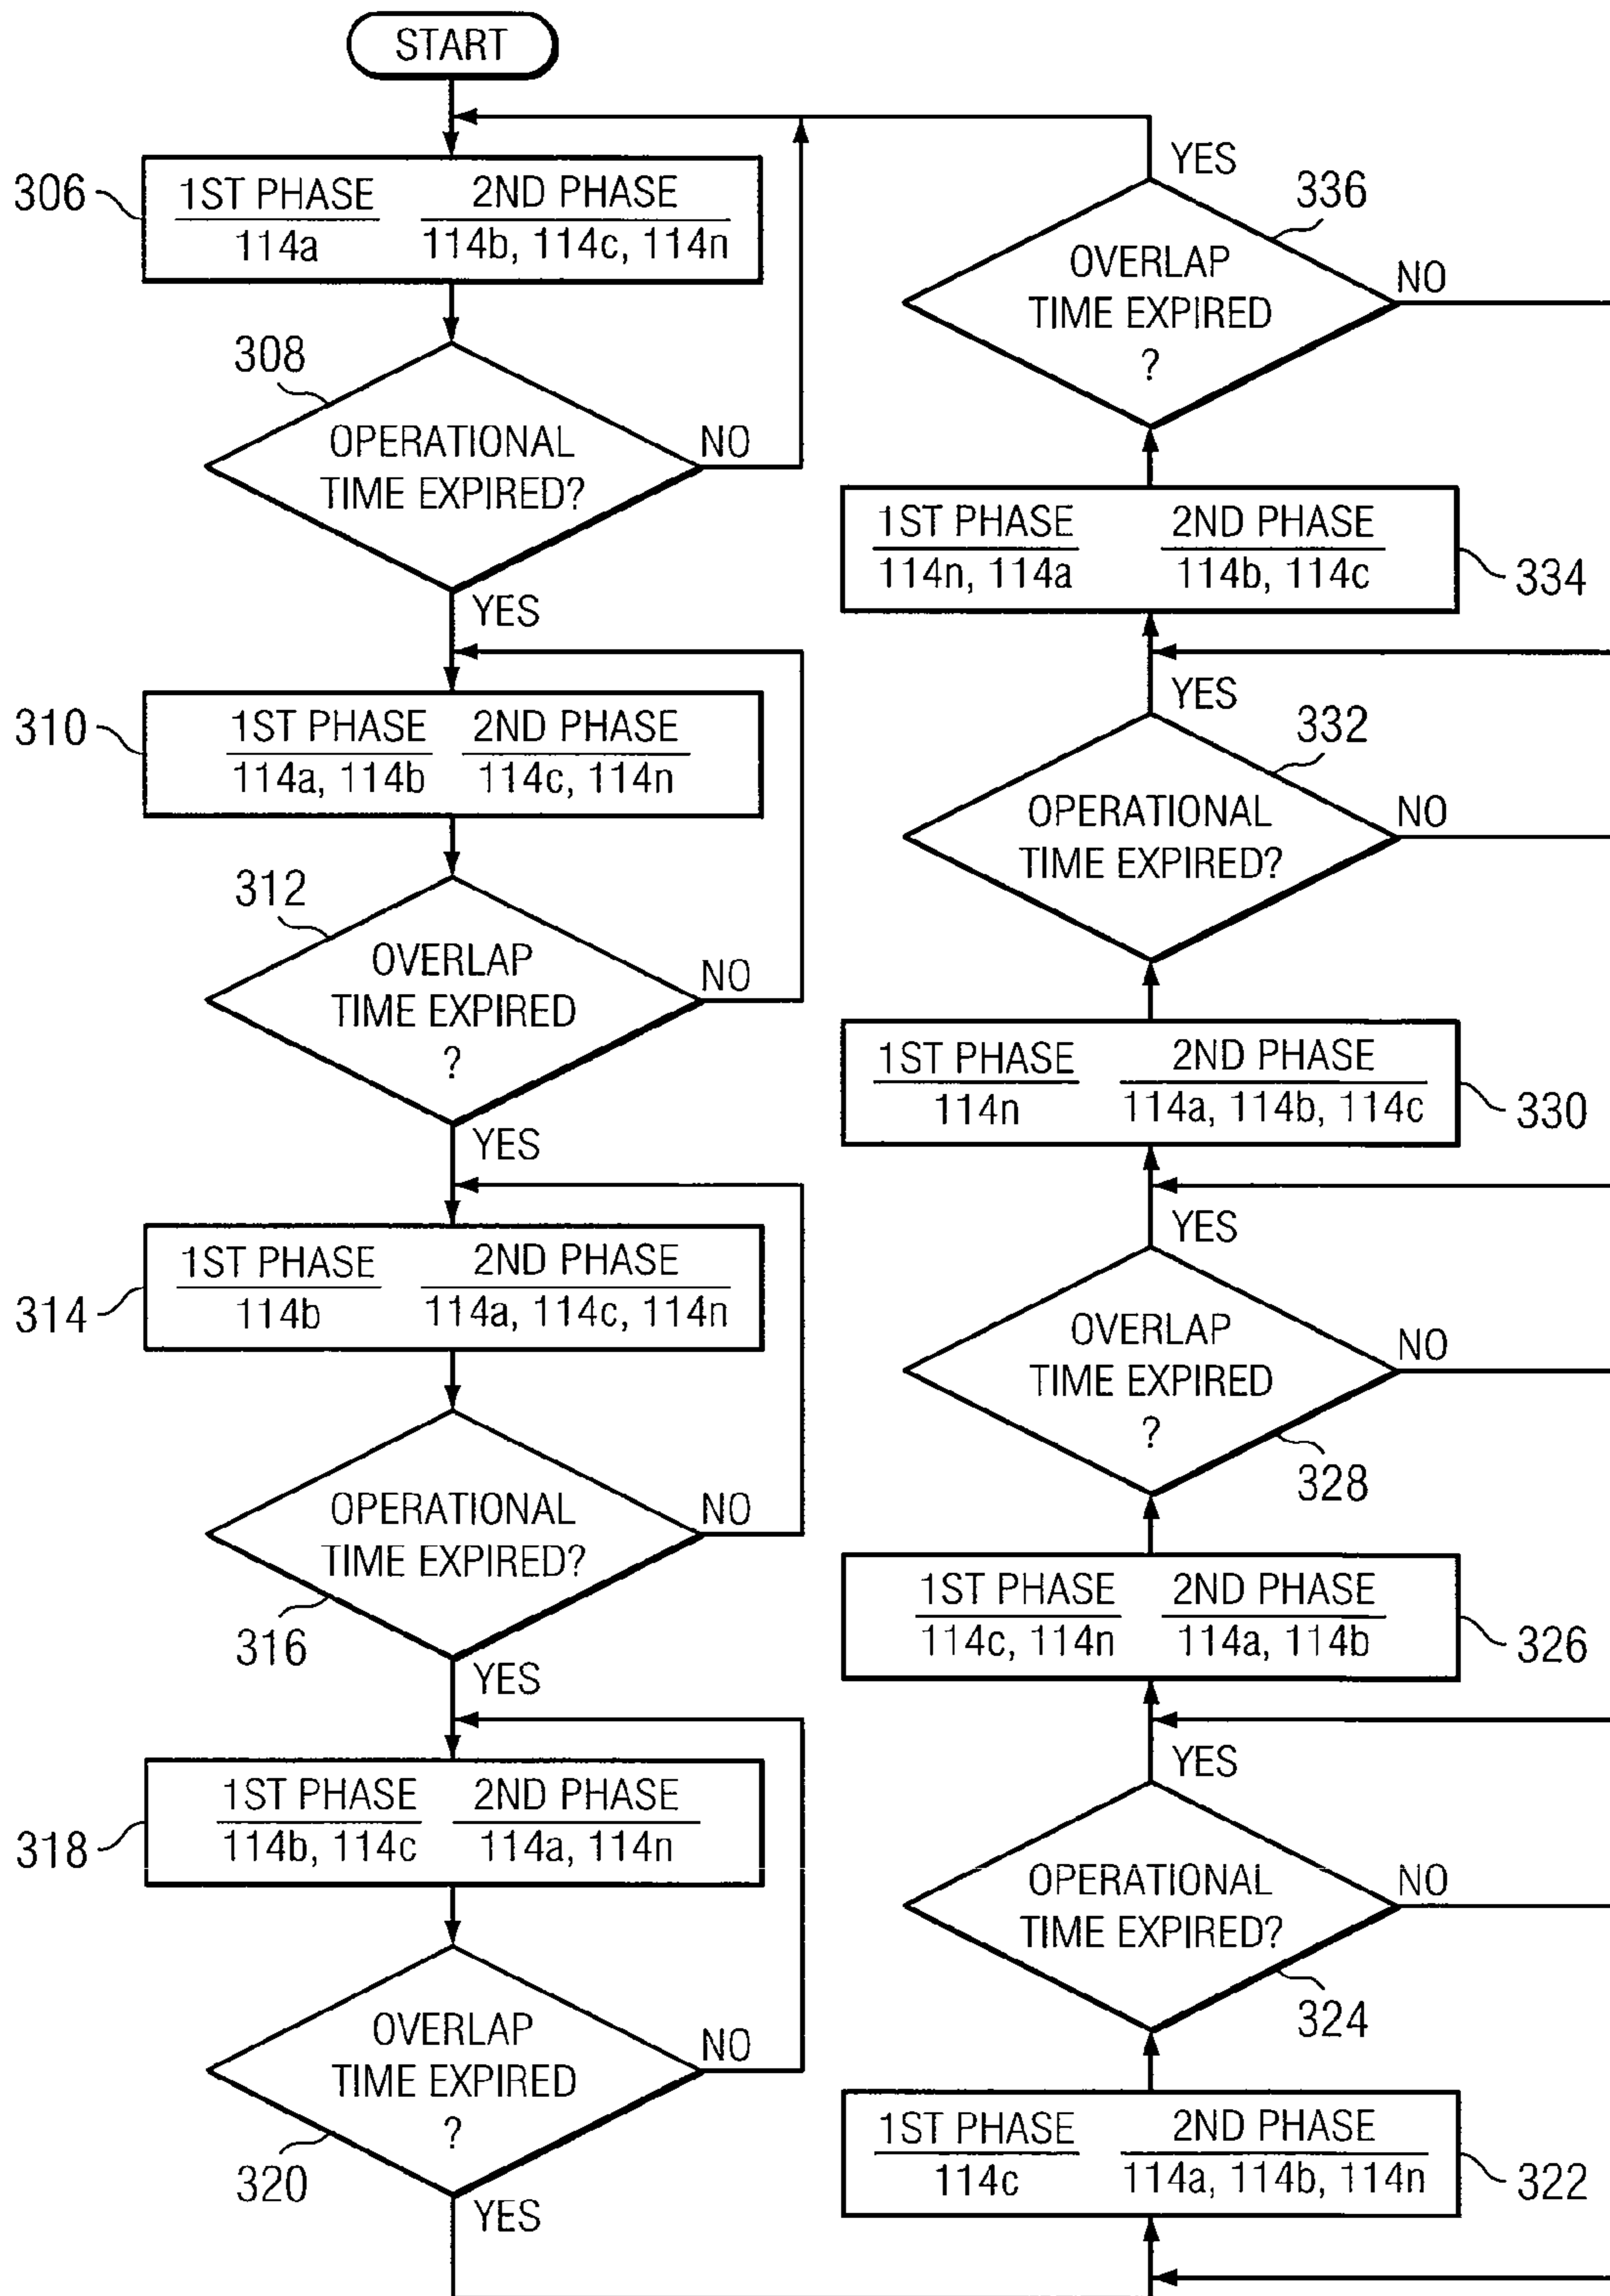 START
306
1ST PHASE 2ND PHASE
114a 114b, 114c, 114n
308
OPERATIONAL
TIME EXPIRED?
NO
YES
310
1ST PHASE 2ND PHASE
114a, 114b 114c, 114n
312
OVERLAP
TIME EXPIRED
?
NO
YES
314
1ST PHASE 2ND PHASE
114b 114a, 114c, 114n
OPERATIONAL
TIME EXPIRED?
NO
316
YES
318
1ST PHASE 2ND PHASE
114b, 114c 114a, 114n
OVERLAP
TIME EXPIRED
?
NO
320
YES
322
1ST PHASE 2ND PHASE
114c 114a, 114b, 114n
324
OPERATIONAL
TIME EXPIRED?
NO
YES
326
1ST PHASE 2ND PHASE
114c, 114n 114a, 114b
328
OVERLAP
TIME EXPIRED
?
NO
YES
330
1ST PHASE 2ND PHASE
114n 114a, 114b, 114c
332
OPERATIONAL
TIME EXPIRED?
NO
YES
334
1ST PHASE 2ND PHASE
114n, 114a 114b, 114c
336
OVERLAP
TIME EXPIRED
?
NO
YES